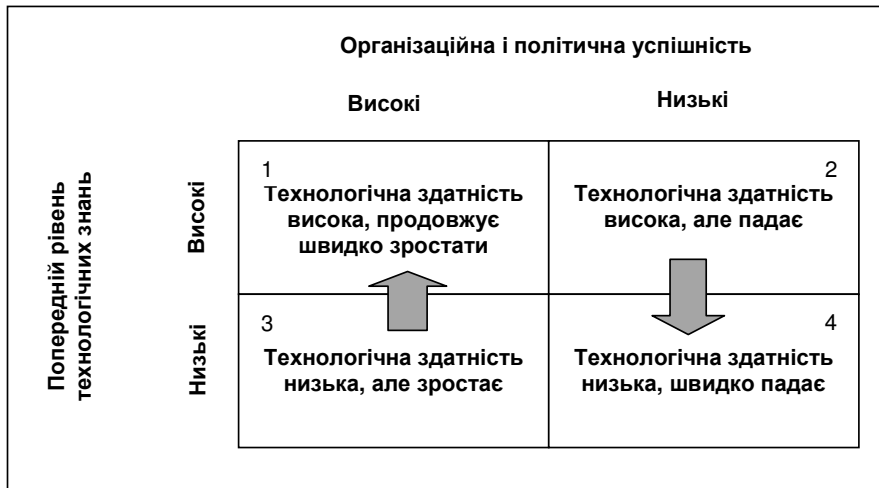 Організаційна і політична успішність
Високі
Низькі
Попередній рівень
технологічних знань
Високі
1
Технологічна здатність
висока, продовжує
швидко зростати
2
Технологічна здатність
висока, але падає
Низькі
3
Технологічна здатність
низька, але зростає
4
Технологічна здатність
низька, швидко падає